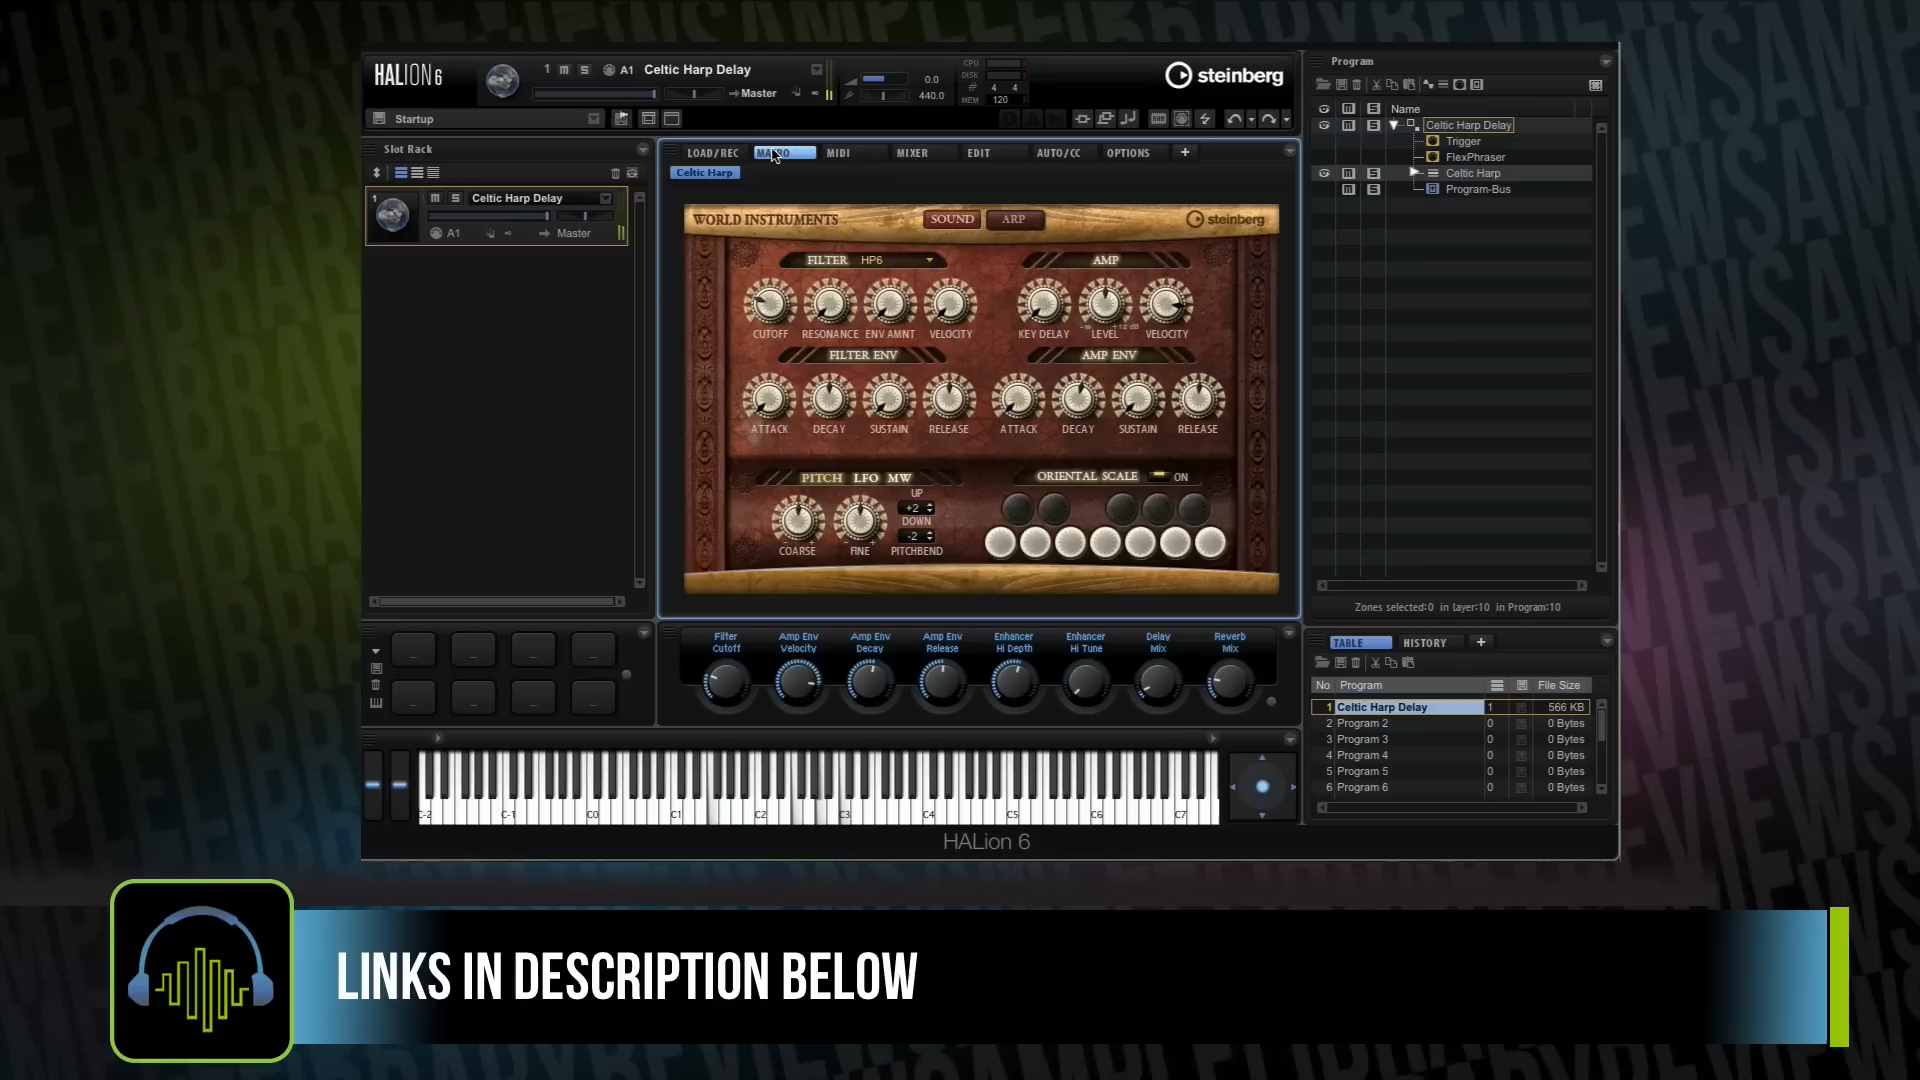 HALION 6
1 M S A1 Celtic Harp Delay
Master
0.0
440.0
CPU
DISK
# 4 4
MEM 120
steinberg
Startup
Slot Rack
1 M S Celtic Harp Delay
A1 Master
LOAD/REC MACRO MIDI MIXER EDIT AUTO/CC OPTIONS +
Celtic Harp
WORLD INSTRUMENTS SOUND ARP steinberg
FILTER HP6 AMP
CUTOFF RESONANCE ENV AMNT VELOCITY KEY DELAY LEVEL VELOCITY
-∞ +12 dB
FILTER ENV AMP ENV
ATTACK DECAY SUSTAIN RELEASE ATTACK DECAY SUSTAIN RELEASE
PITCH LFO MW ORIENTAL SCALE ON
UP
+2
DOWN
-2
COARSE FINE PITCHBEND
Filter Cutoff
Amp Env Velocity
Amp Env Decay
Amp Env Release
Enhancer Hi Depth
Enhancer Hi Tune
Delay Mix
Reverb Mix
... ... ... ...
... ... ... ...
C-2 C-1 C0 C1 C2 C3 C4 C5 C6 C7
HALion 6
Program
M S Name
M S Celtic Harp Delay
Trigger
FlexPhraser
M S Celtic Harp
M S Program-Bus
Zones selected:0 in layer:10 in Program:10
TABLE HISTORY +
No Program File Size
1 Celtic Harp Delay 1 566 KB
2 Program 2 0 0 Bytes
3 Program 3 0 0 Bytes
4 Program 4 0 0 Bytes
5 Program 5 0 0 Bytes
6 Program 6 0 0 Bytes
LINKS IN DESCRIPTION BELOW